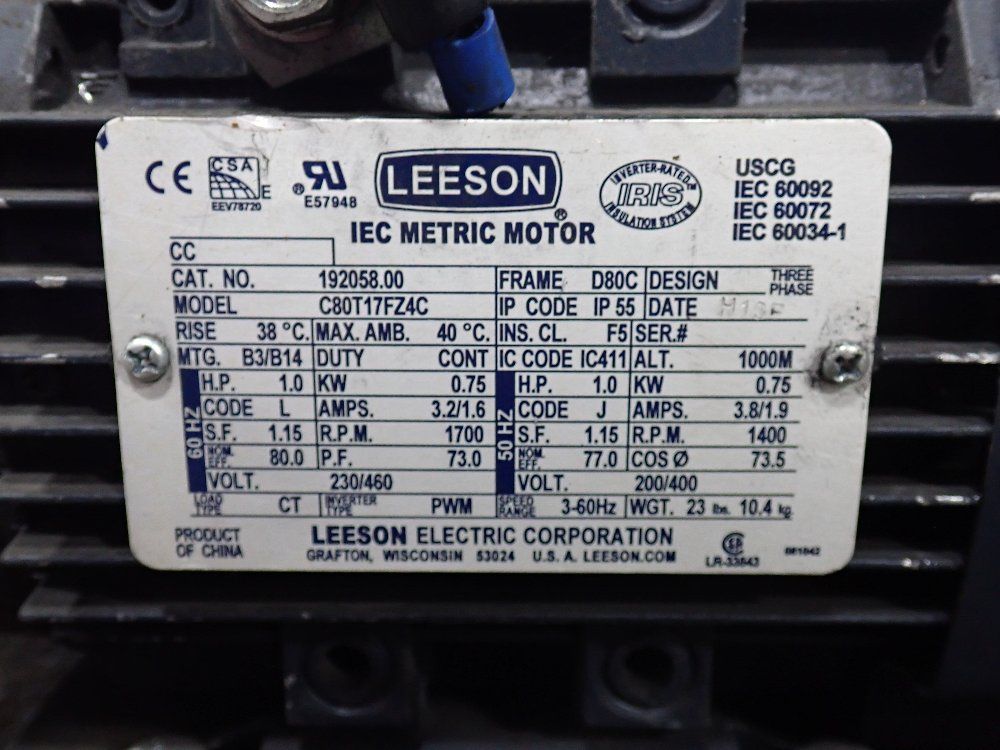 CE CSA E ® RU LEESON ® INVERTER-RATED USCG
EEV78720 E57948 IRIS IEC 60092
INSULATION SYSTEM IEC 60072
IEC METRIC MOTOR IEC 60034-1
CC
CAT. NO. 192058.00 FRAME D80C DESIGN THREE PHASE
MODEL C80T17FZ4C IP CODE IP 55 DATE
RISE 38 °C. MAX. AMB. 40 °C. INS. CL. F5 SER.#
MTG. B3/B14 DUTY CONT IC CODE IC411 ALT. 1000M
60 HZ H.P. 1.0 KW 0.75 50 HZ H.P. 1.0 KW 0.75
CODE L AMPS. 3.2/1.6 CODE J AMPS. 3.8/1.9
S.F. 1.15 R.P.M. 1700 S.F. 1.15 R.P.M. 1400
NOM. EFF. 80.0 P.F. 73.0 NOM. EFF. 77.0 COS Ø 73.5
VOLT. 230/460 VOLT. 200/400
LOAD TYPE CT INVERTER TYPE PWM SPEED RANGE 3-60Hz WGT. 23 lbs. 10.4 kg
PRODUCT OF CHINA LEESON ELECTRIC CORPORATION
GRAFTON, WISCONSIN 53024 U.S.A. LEESON.COM